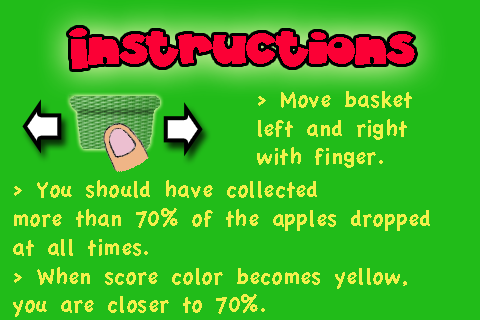 instructions
> Move basket
left and right
with finger.
> You should have collected
more than 70% of the apples dropped
at all times.
> When score color becomes yellow,
you are closer to 70%.